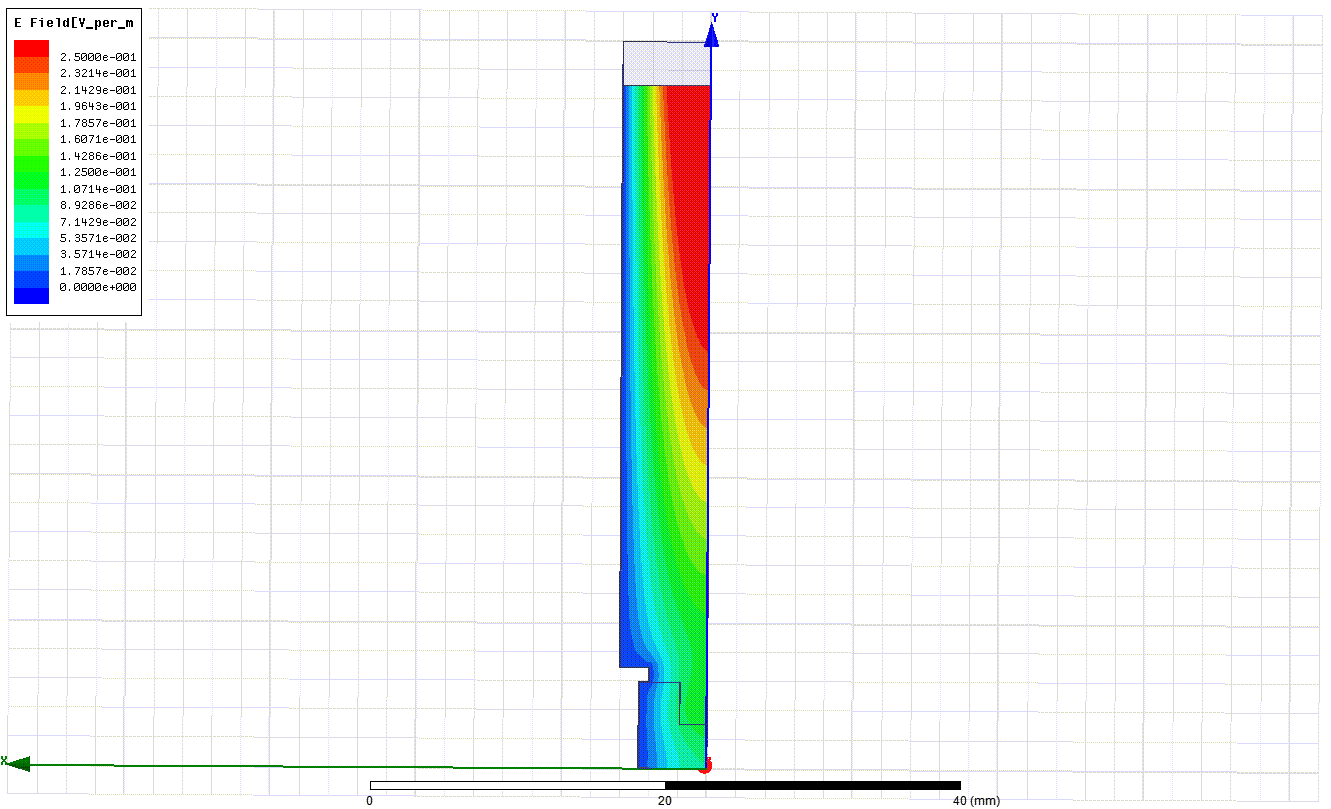 E Field[V_per_m
2.5000e-001
2.3214e-001
2.1429e-001
1.9643e-001
1.7857e-001
1.6071e-001
1.4286e-001
1.2500e-001
1.0714e-001
8.9286e-002
7.1429e-002
5.3571e-002
3.5714e-002
1.7857e-002
0.0000e+000
Y
X
0 20 40 (mm)